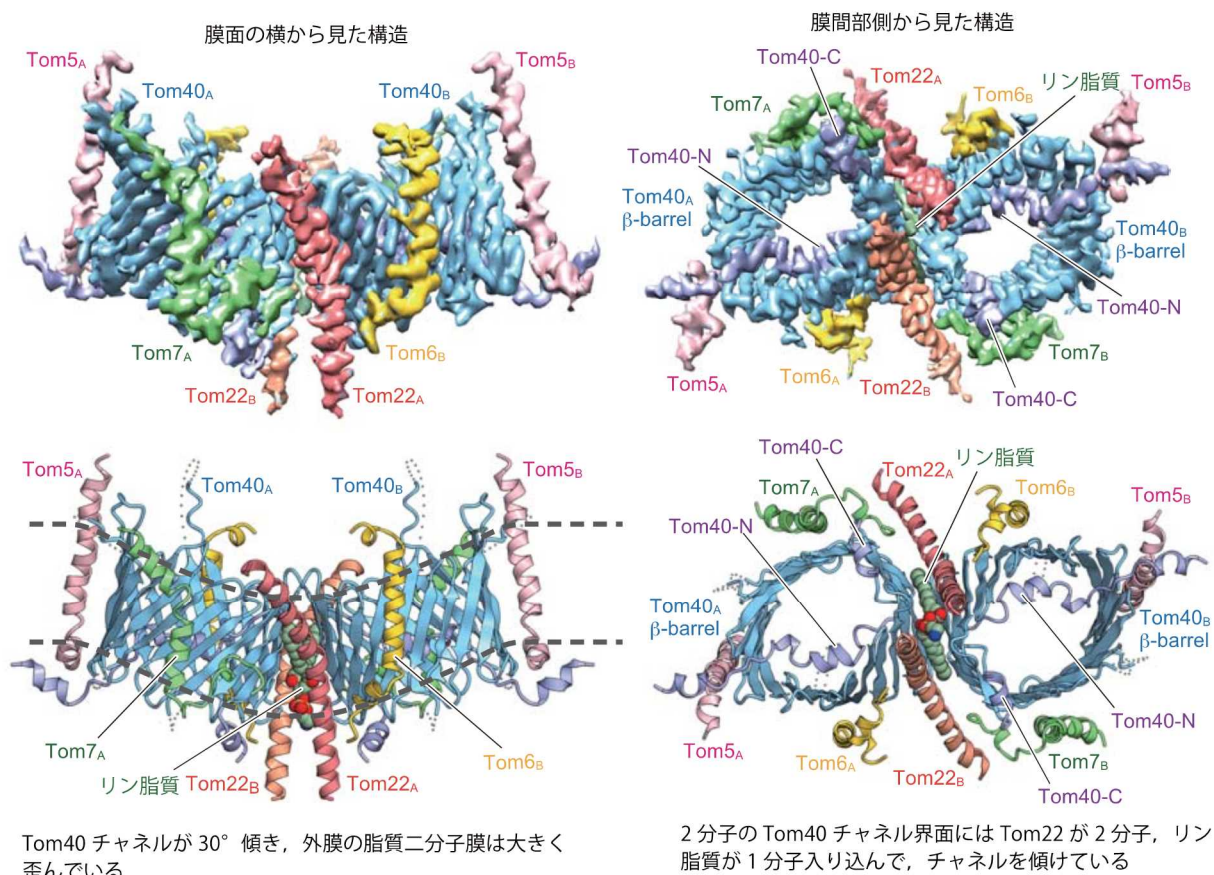 膜面の横から見た構造
Tom5A
Tom40A
Tom40B
Tom5B
Tom7A
Tom6B
Tom22B
Tom22A
膜間部側から見た構造
Tom40-C
Tom22A
リン脂質
Tom7A
Tom6B
Tom5B
Tom40-N
Tom40A
β-barrel
Tom40B
β-barrel
Tom40-N
Tom7B
Tom5A
Tom6A
Tom22B
Tom40-C
Tom5A
Tom40A
Tom40B
Tom5B
Tom7A
リン脂質
Tom22B
Tom22A
Tom6B
Tom40-C
Tom22A
リン脂質
Tom7A
Tom6B
Tom5B
Tom40-N
Tom40A
β-barrel
Tom40B
β-barrel
Tom40-N
Tom5A
Tom6A
Tom22B
Tom7B
Tom40-C
Tom40 チャネルが 30° 傾き，外膜の脂質二分子膜は大きく
歪んでいる
2 分子の Tom40 チャネル界面には Tom22 が 2 分子，リン
脂質が 1 分子入り込んで，チャネルを傾けている